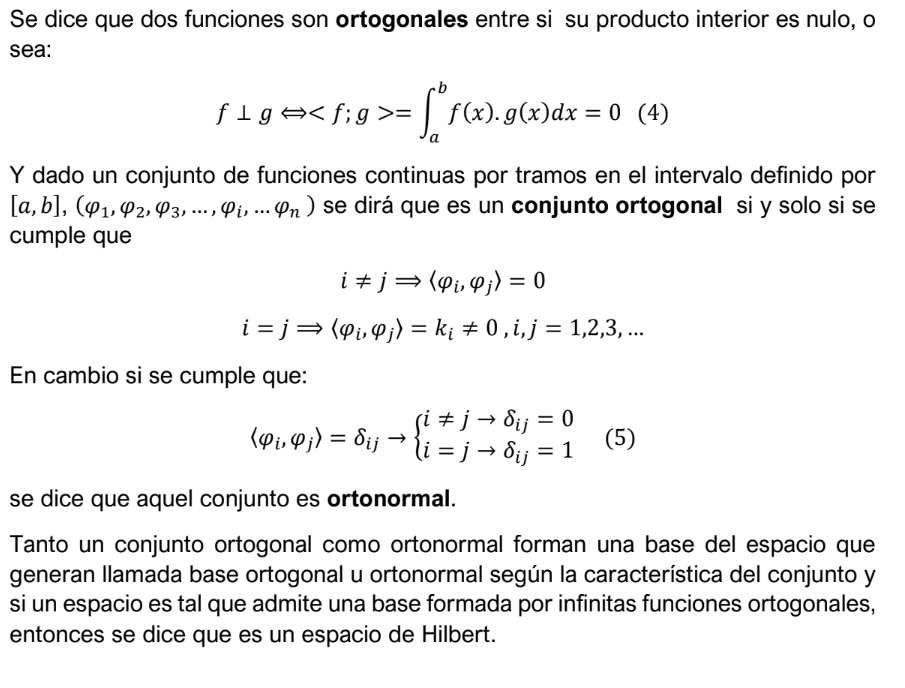 Se dice que dos funciones son ortogonales entre si su producto interior es nulo, o
sea:
f ⊥ g ⟺< f; g >= ∫_a^b f(x). g(x)dx = 0 (4)
Y dado un conjunto de funciones continuas por tramos en el intervalo definido por
[a, b], (φ₁, φ₂, φ₃, ... , φᵢ, ... φₙ ) se dirá que es un conjunto ortogonal si y solo si se
cumple que
i ≠ j ⟹ ⟨φᵢ, φⱼ⟩ = 0
i = j ⟹ ⟨φᵢ, φⱼ⟩ = kᵢ ≠ 0 , i, j = 1,2,3, ...
En cambio si se cumple que:
⟨φᵢ, φⱼ⟩ = δᵢⱼ → { i ≠ j → δᵢⱼ = 0
i = j → δᵢⱼ = 1 (5)
se dice que aquel conjunto es ortonormal.
Tanto un conjunto ortogonal como ortonormal forman una base del espacio que
generan llamada base ortogonal u ortonormal según la característica del conjunto y
si un espacio es tal que admite una base formada por infinitas funciones ortogonales,
entonces se dice que es un espacio de Hilbert.